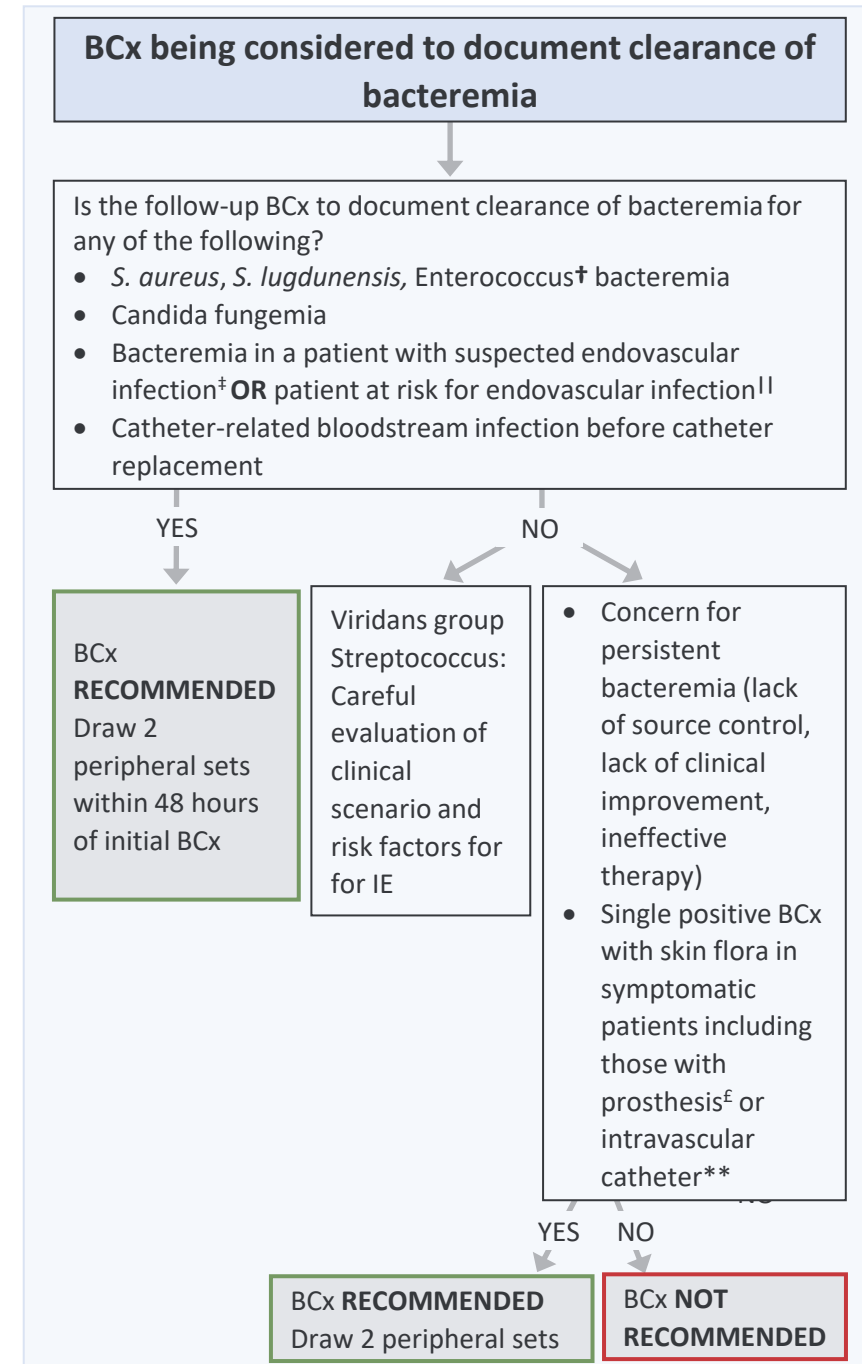 BCx being considered to document clearance of
bacteremia
Is the follow-up BCx to document clearance of bacteremia for
any of the following?
• S. aureus, S. lugdunensis, Enterococcus† bacteremia
• Candida fungemia
• Bacteremia in a patient with suspected endovascular
infection‡ OR patient at risk for endovascular infection||
• Catheter-related bloodstream infection before catheter
replacement
YES
NO
BCx
RECOMMENDED
Draw 2
peripheral sets
within 48 hours
of initial BCx
Viridans group
Streptococcus:
Careful
evaluation of
clinical
scenario and
risk factors for
for IE
• Concern for
persistent
bacteremia (lack
of source control,
lack of clinical
improvement,
ineffective
therapy)
• Single positive BCx
with skin flora in
symptomatic
patients including
those with
prosthesis£ or
intravascular
catheter**
NO
YES NO
BCx RECOMMENDED
Draw 2 peripheral sets
BCx NOT
RECOMMENDED